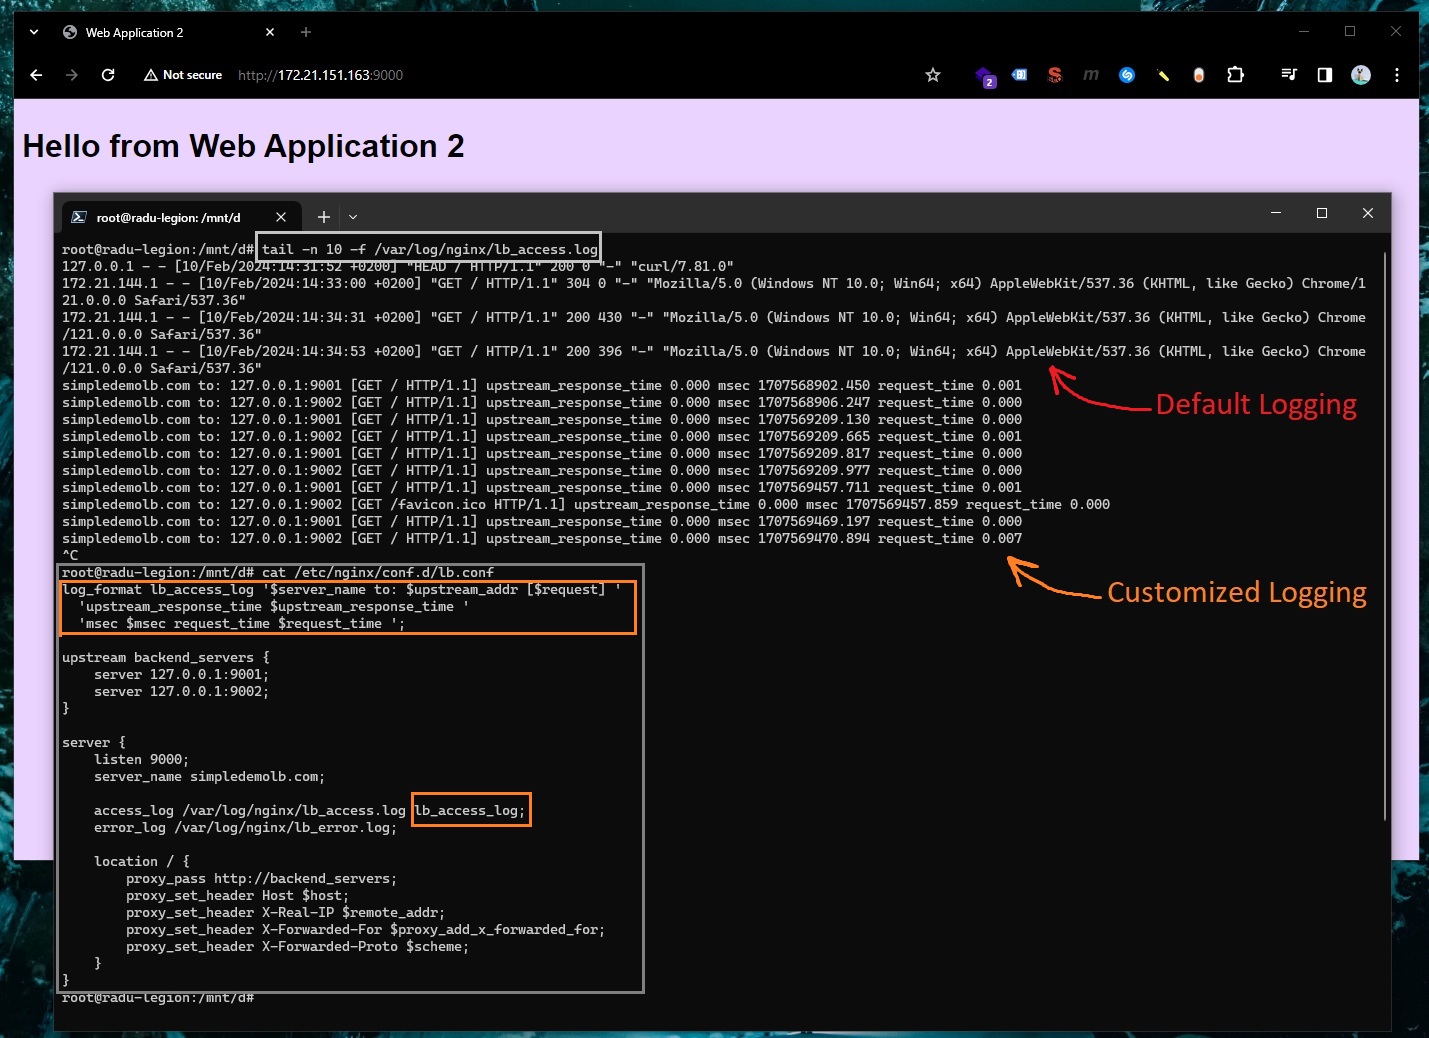 Web Application 2
Not secure http://172.21.151.163:9000
2
Hello from Web Application 2
root@radu-legion: /mnt/d
root@radu-legion:/mnt/d# tail -n 10 -f /var/log/nginx/lb_access.log
127.0.0.1 - - [10/Feb/2024:14:31:52 +0200] "HEAD / HTTP/1.1" 200 0 "-" "curl/7.81.0"
172.21.144.1 - - [10/Feb/2024:14:33:00 +0200] "GET / HTTP/1.1" 304 0 "-" "Mozilla/5.0 (Windows NT 10.0; Win64; x64) AppleWebKit/537.36 (KHTML, like Gecko) Chrome/1
21.0.0.0 Safari/537.36"
172.21.144.1 - - [10/Feb/2024:14:34:31 +0200] "GET / HTTP/1.1" 200 430 "-" "Mozilla/5.0 (Windows NT 10.0; Win64; x64) AppleWebKit/537.36 (KHTML, like Gecko) Chrome
/121.0.0.0 Safari/537.36"
172.21.144.1 - - [10/Feb/2024:14:34:53 +0200] "GET / HTTP/1.1" 200 396 "-" "Mozilla/5.0 (Windows NT 10.0; Win64; x64) AppleWebKit/537.36 (KHTML, like Gecko) Chrome
/121.0.0.0 Safari/537.36"
simpledemolb.com to: 127.0.0.1:9001 [GET / HTTP/1.1] upstream_response_time 0.000 msec 1707568902.450 request_time 0.001
simpledemolb.com to: 127.0.0.1:9002 [GET / HTTP/1.1] upstream_response_time 0.000 msec 1707568906.247 request_time 0.000
Default Logging
simpledemolb.com to: 127.0.0.1:9001 [GET / HTTP/1.1] upstream_response_time 0.000 msec 1707569209.130 request_time 0.000
simpledemolb.com to: 127.0.0.1:9002 [GET / HTTP/1.1] upstream_response_time 0.000 msec 1707569209.665 request_time 0.001
simpledemolb.com to: 127.0.0.1:9001 [GET / HTTP/1.1] upstream_response_time 0.000 msec 1707569209.817 request_time 0.000
simpledemolb.com to: 127.0.0.1:9002 [GET / HTTP/1.1] upstream_response_time 0.000 msec 1707569209.977 request_time 0.000
simpledemolb.com to: 127.0.0.1:9001 [GET / HTTP/1.1] upstream_response_time 0.000 msec 1707569457.711 request_time 0.001
simpledemolb.com to: 127.0.0.1:9002 [GET /favicon.ico HTTP/1.1] upstream_response_time 0.000 msec 1707569457.859 request_time 0.000
simpledemolb.com to: 127.0.0.1:9001 [GET / HTTP/1.1] upstream_response_time 0.000 msec 1707569469.197 request_time 0.000
simpledemolb.com to: 127.0.0.1:9002 [GET / HTTP/1.1] upstream_response_time 0.000 msec 1707569470.894 request_time 0.007
^C
root@radu-legion:/mnt/d# cat /etc/nginx/conf.d/lb.conf
log_format lb_access_log '$server_name to: $upstream_addr [$request] '
Customized Logging
'upstream_response_time $upstream_response_time '
'msec $msec request_time $request_time ';
upstream backend_servers {
server 127.0.0.1:9001;
server 127.0.0.1:9002;
}
server {
listen 9000;
server_name simpledemolb.com;
access_log /var/log/nginx/lb_access.log lb_access_log;
error_log /var/log/nginx/lb_error.log;
location / {
proxy_pass http://backend_servers;
proxy_set_header Host $host;
proxy_set_header X-Real-IP $remote_addr;
proxy_set_header X-Forwarded-For $proxy_add_x_forwarded_for;
proxy_set_header X-Forwarded-Proto $scheme;
}
}
root@radu-legion:/mnt/d#